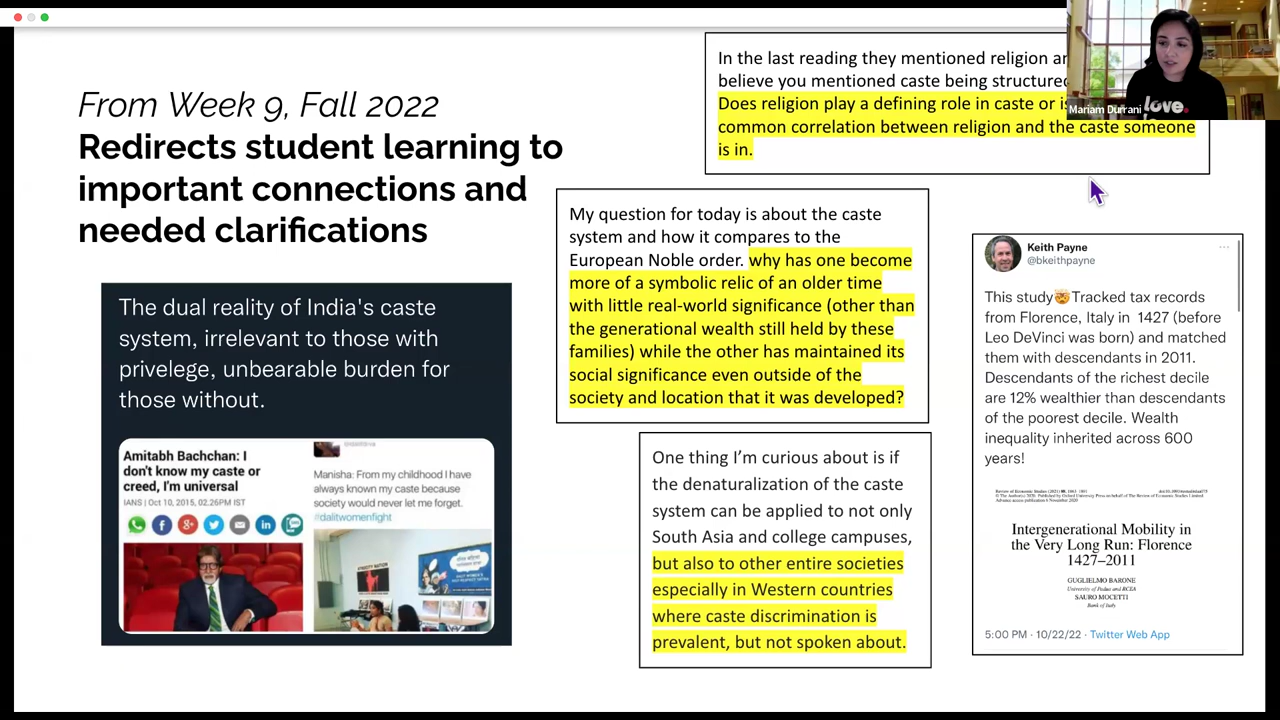 From Week 9, Fall 2022
Redirects student learning to
important connections and
needed clarifications
The dual reality of India's caste
system, irrelevant to those with
privelege, unbearable burden for
those without.
Amitabh Bachchan: I
don't know my caste or
creed, I'm universal
IANS | Oct 10, 2015, 02.26PM IST
Manisha: From my childhood I have
always known my caste because
society would never let me forget.
#dalitwomenfight
In the last reading they mentioned religion
believe you mentioned caste being structured
Does religion play a defining role in caste or
common correlation between religion and the caste someone
is in.
Mariam Durrani
love.
My question for today is about the caste
system and how it compares to the
European Noble order. why has one become
more of a symbolic relic of an older time
with little real-world significance (other than
the generational wealth still held by these
families) while the other has maintained its
social significance even outside of the
society and location that it was developed?
One thing I'm curious about is if
the denaturalization of the caste
system can be applied to not only
South Asia and college campuses,
but also to other entire societies
especially in Western countries
where caste discrimination is
prevalent, but not spoken about.
Keith Payne
@bkeithpayne
This study🤯Tracked tax records
from Florence, Italy in 1427 (before
Leo DeVinci was born) and matched
them with descendants in 2011.
Descendants of the richest decile
are 12% wealthier than descendants
of the poorest decile. Wealth
inequality inherited across 600
years!
Intergenerational Mobility in
the Very Long Run: Florence
1427–2011
GUGLIELMO BARONE
University of Padua and RCEA
SAURO MOCETTI
Bank of Italy
5:00 PM · 10/22/22 · Twitter Web App